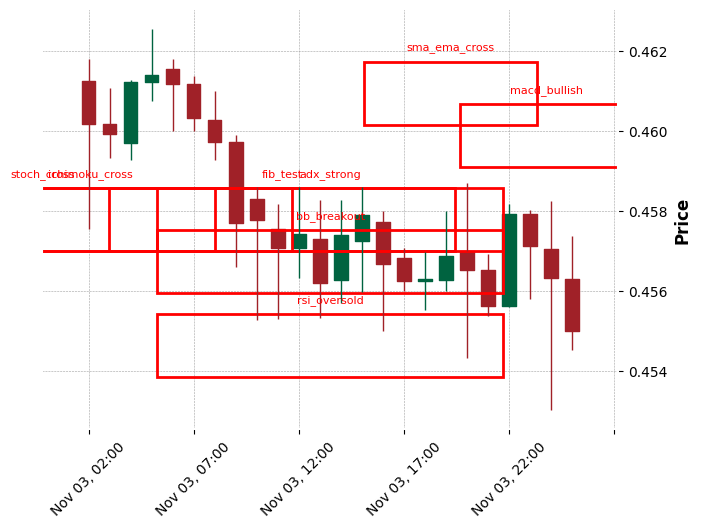 sma_ema_cross
macd_bullish
stoch_cross
ichimoku_cross
fib_test
adx_strong
bb_breakout
rsi_oversold
0.462
0.460
0.458
0.456
0.454
Price
Nov 03, 02:00
Nov 03, 07:00
Nov 03, 12:00
Nov 03, 17:00
Nov 03, 22:00